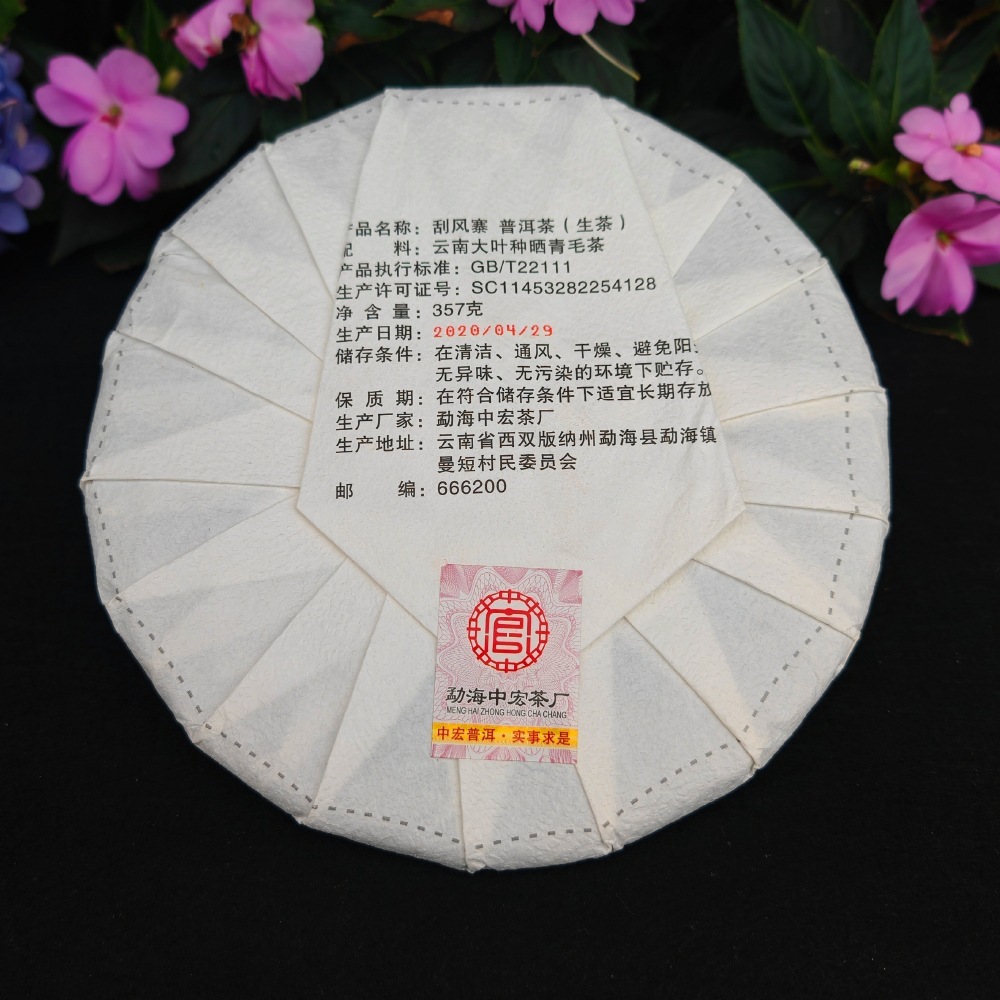 产品名称：刮风寨 普洱茶（生茶）
配 料：云南大叶种晒青毛茶
产品执行标准：GB/T22111
生产许可证号：SC11453282254128
净 含 量：357克
生产日期：2020/04/29
储存条件：在清洁、通风、干燥、避免阳
无异味、无污染的环境下贮存。
保 质 期：在符合储存条件下适宜长期存放
生产厂家：勐海中宏茶厂
生产地址：云南省西双版纳州勐海县勐海镇
曼短村民委员会
邮 编：666200
勐海中宏茶厂
MENG HAI ZHONG HONG CHA CHANG
中宏普洱·实事求是